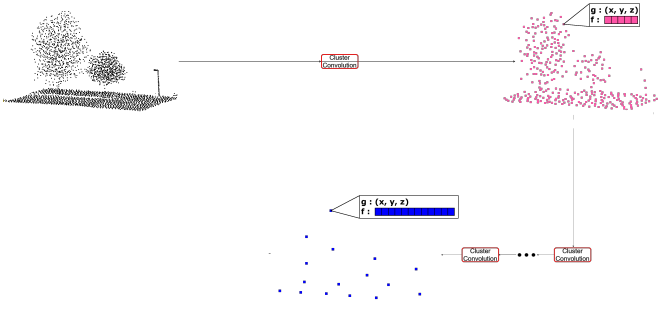 g : (x, y, z)
f :
Cluster
Convolution
g : (x, y, z)
f :
Cluster
Convolution
Cluster
Convolution